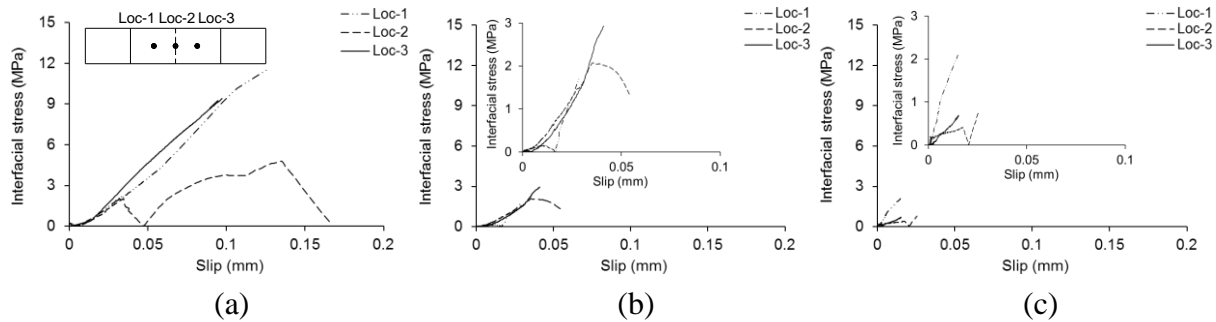 Loc-1 Loc-2 Loc-3
Loc-1
Loc-2
Loc-3
Interfacial stress (MPa)
15
12
9
6
3
0
0 0.05 0.1 0.15 0.2
Slip (mm)
(a)
Loc-1
Loc-2
Loc-3
Interfacial stress (MPa)
15
12
9
6
3
0
0 0.05 0.1 0.15 0.2
Slip (mm)
Interfacial stress (MPa)
3
2
1
0
0 0.05 0.1
Slip (mm)
(b)
Loc-1
Loc-2
Loc-3
Interfacial stress (MPa)
15
12
9
6
3
0
0 0.05 0.1 0.15 0.2
Slip (mm)
Interfacial stress (MPa)
3
2
1
0
0 0.05 0.1
Slip (mm)
(c)